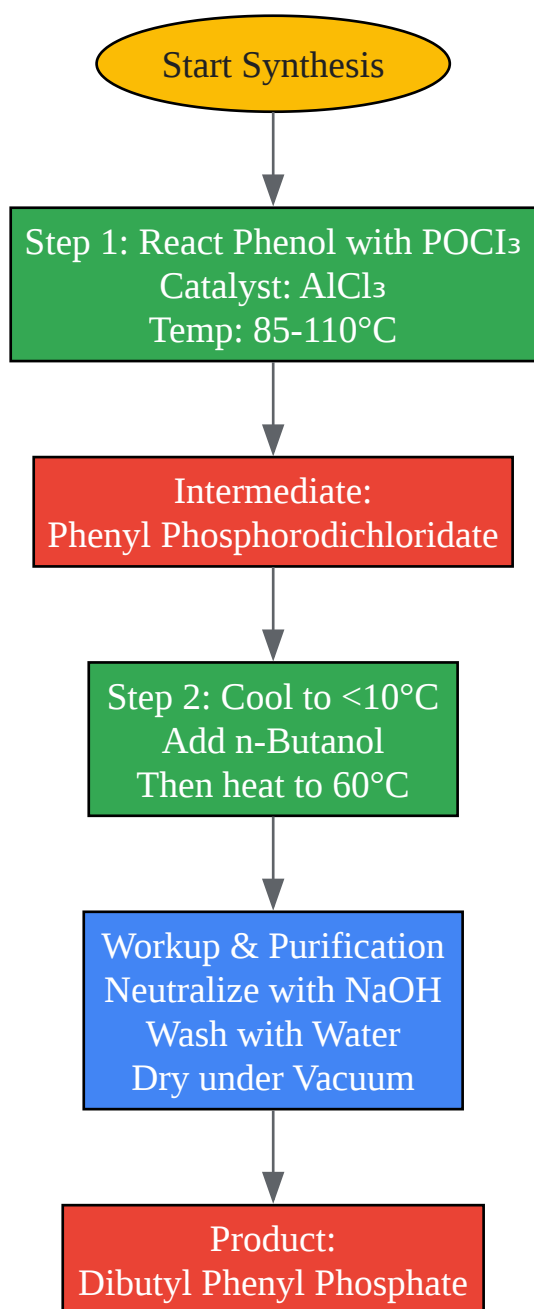 Start Synthesis
Step 1: React Phenol with POCl₃
Catalyst: AlCl₃
Temp: 85-110°C
Intermediate:
Phenyl Phosphorodichloridate
Step 2: Cool to <10°C
Add n-Butanol
Then heat to 60°C
Workup & Purification
Neutralize with NaOH
Wash with Water
Dry under Vacuum
Product:
Dibutyl Phenyl Phosphate